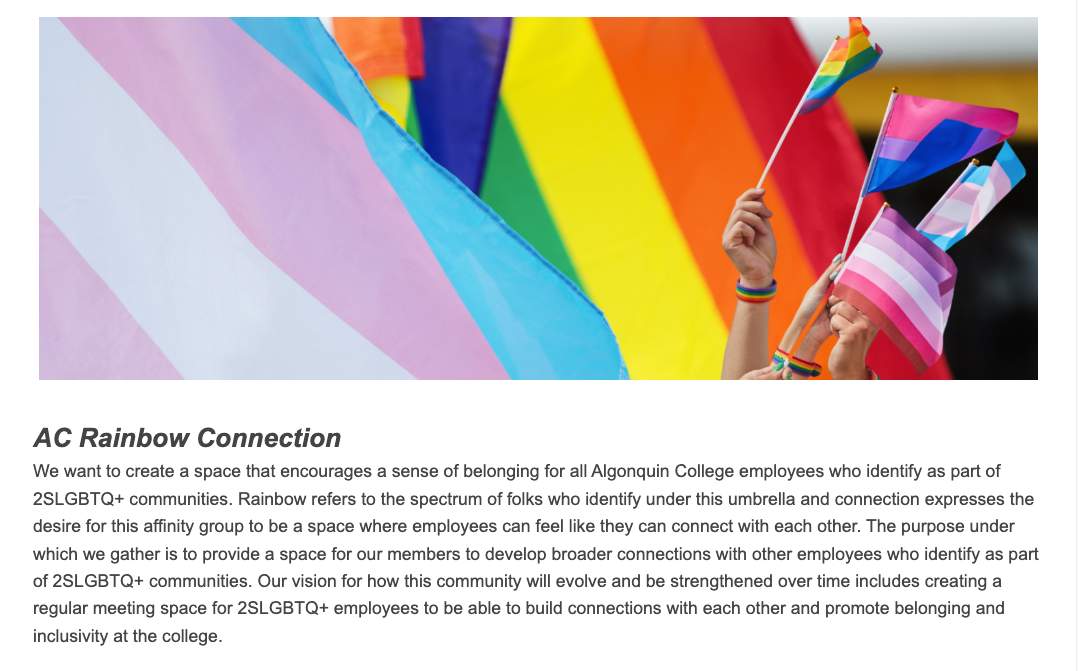 AC Rainbow Connection
We want to create a space that encourages a sense of belonging for all Algonquin College employees who identify as part of
2SLGBTQ+ communities. Rainbow refers to the spectrum of folks who identify under this umbrella and connection expresses the
desire for this affinity group to be a space where employees can feel like they can connect with each other. The purpose under
which we gather is to provide a space for our members to develop broader connections with other employees who identify as part
of 2SLGBTQ+ communities. Our vision for how this community will evolve and be strengthened over time includes creating a
regular meeting space for 2SLGBTQ+ employees to be able to build connections with each other and promote belonging and
inclusivity at the college.